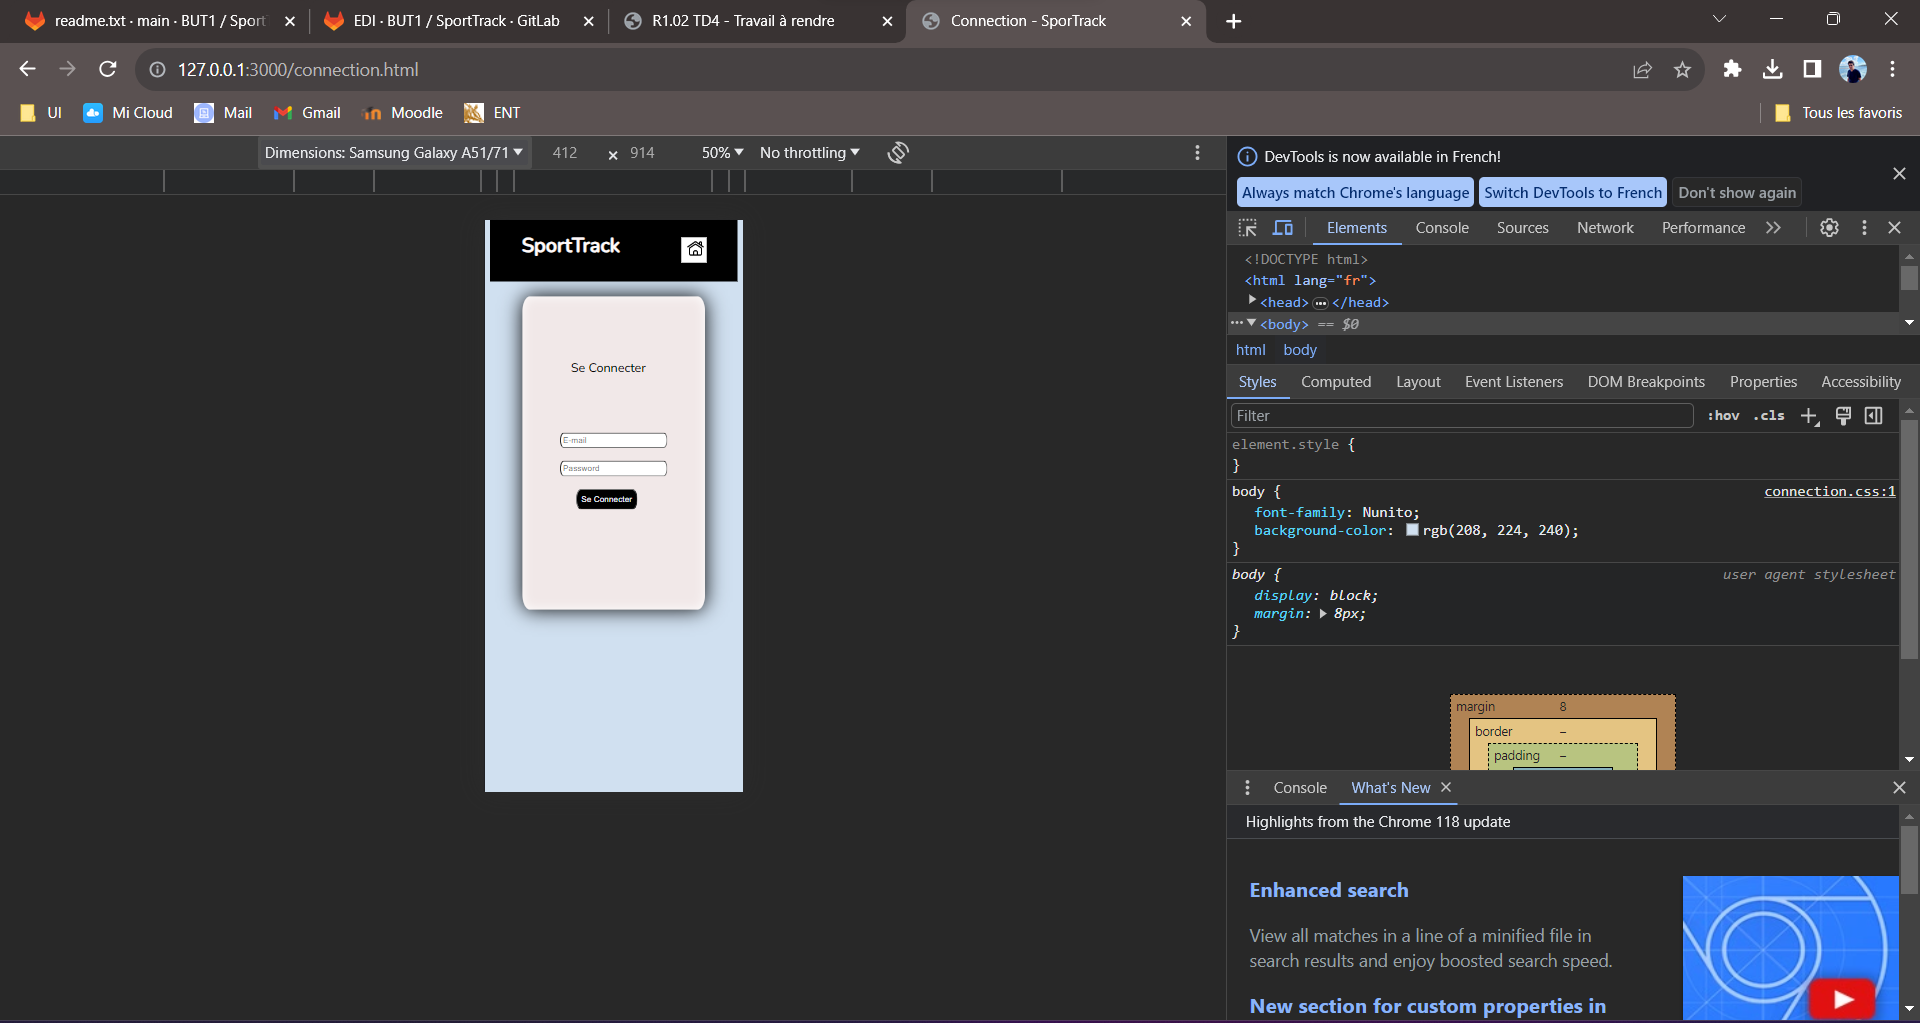 readme.txt · main · BUT1 / Sport
EDI · BUT1 / SportTrack · GitLab
R1.02 TD4 - Travail à rendre
Connection - SporTrack
127.0.0.1:3000/connection.html
UI
Mi Cloud
Mail
Gmail
Moodle
ENT
Tous les favoris
Dimensions: Samsung Galaxy A51/71
412 × 914
50%
No throttling
SportTrack
Se Connecter
E-mail
Password
Se Connecter
DevTools is now available in French!
Always match Chrome's language
Switch DevTools to French
Don't show again
Elements
Console
Sources
Network
Performance
<!DOCTYPE html>
<html lang="fr">
<head> … </head>
<body> == $0
html body
Styles
Computed
Layout
Event Listeners
DOM Breakpoints
Properties
Accessibility
Filter
:hov .cls
element.style {
}
body {
connection.css:1
font-family: Nunito;
background-color: rgb(208, 224, 240);
}
body {
user agent stylesheet
display: block;
margin: 8px;
}
margin 8
border –
padding –
Console
What's New
Highlights from the Chrome 118 update
Enhanced search
View all matches in a line of a minified file in
search results and enjoy boosted search speed.
New section for custom properties in